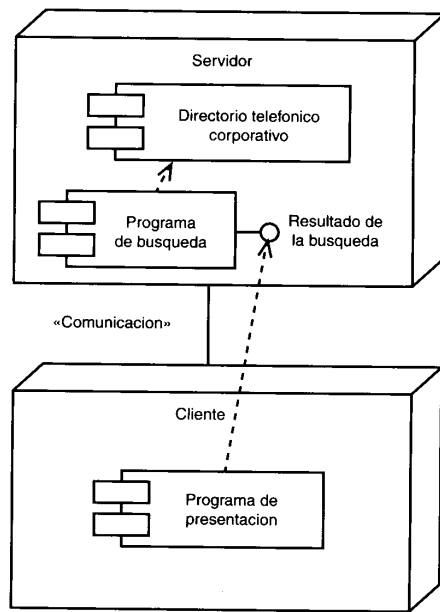 Servidor
Directorio telefonico
corporativo
Programa
de busqueda
Resultado de
la busqueda
«Comunicacion»
Cliente
Programa de
presentacion